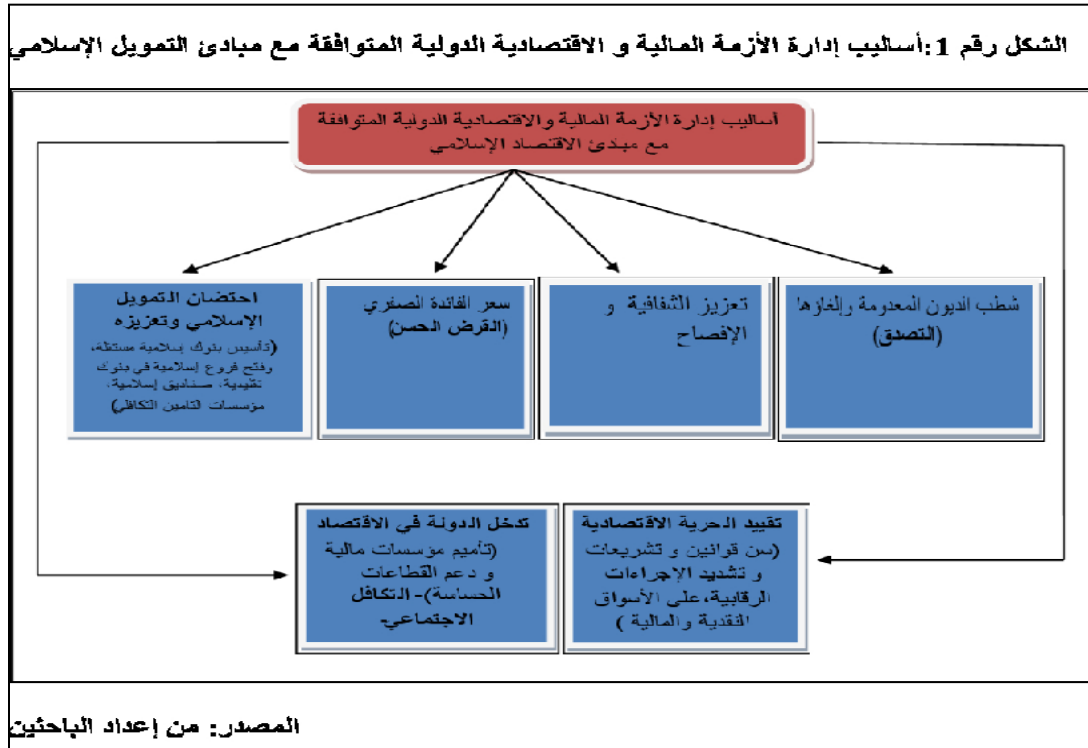 الشكل رقم 1:أساليب إدارة الأزمة المالية و الاقتصادية الدولية المتوافقة مع مبادئ التمويل الإسلامي
أساليب إدارة الأزمة المالية والاقتصادية الدولية المتوافقة
مع مبادئ الاقتصاد الإسلامي
شطب الديون المعدومة وإلغاؤها
(التصدق)
تعزيز الشفافية و
الإفصاح
سعر الفائدة الصفري
(القرض الحسن)
احتضان التمويل
الإسلامي وتعزيزه
(تأسيس بنوك إسلامية مستقلة،
وفتح فروع إسلامية في بنوك
تقليدية، صناديق إسلامية،
مؤسسات التامين التكافلي)
تقييد الحرية الاقتصادية
(سن قوانين و تشريعات
و تشديد الإجراءات
الرقابية،على الأسواق
النقدية والمالية )
تدخل الدولة في الاقتصاد
(تأميم مؤسسات مالية
و دعم القطاعات
الحساسة)- التكافل
الاجتماعي-
المصدر: من إعداد الباحثين